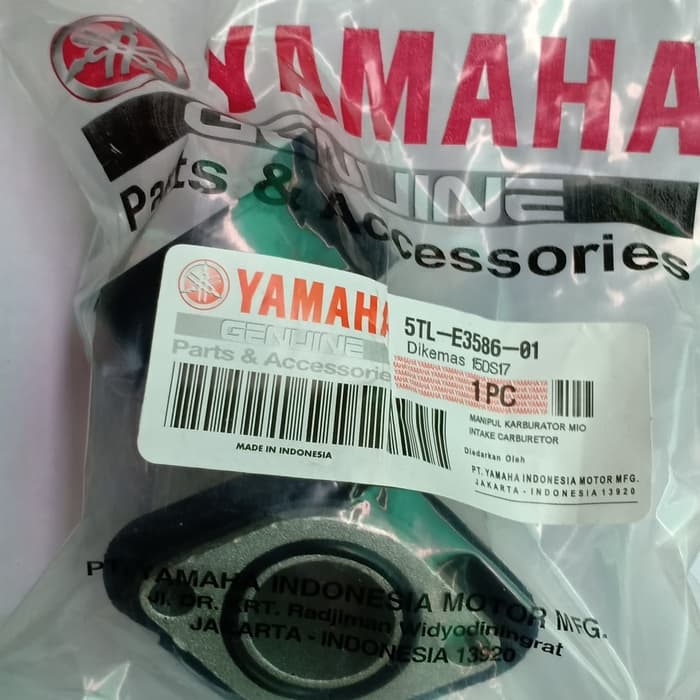 YAMAHA
GENUINE
Parts & Accessories
YAMAHA
GENUINE
Parts & Accessorie
MADE IN INDONESIA
5TL-E3586-01
Dikemas 150S17
1PC
MANIPUL KARBURATOR MIO
INTAKE CARBURETOR
Diedarkan Oleh
PT. YAMAHA INDONESIA MOTOR MFG.
JAKARTA - INDONESIA 13920
PT. YAMAHA INDONESIA MOTOR MFG.
JL. DR. KRT. Radjiman Widyodiningrat
JAKARTA - INDONESIA 13920